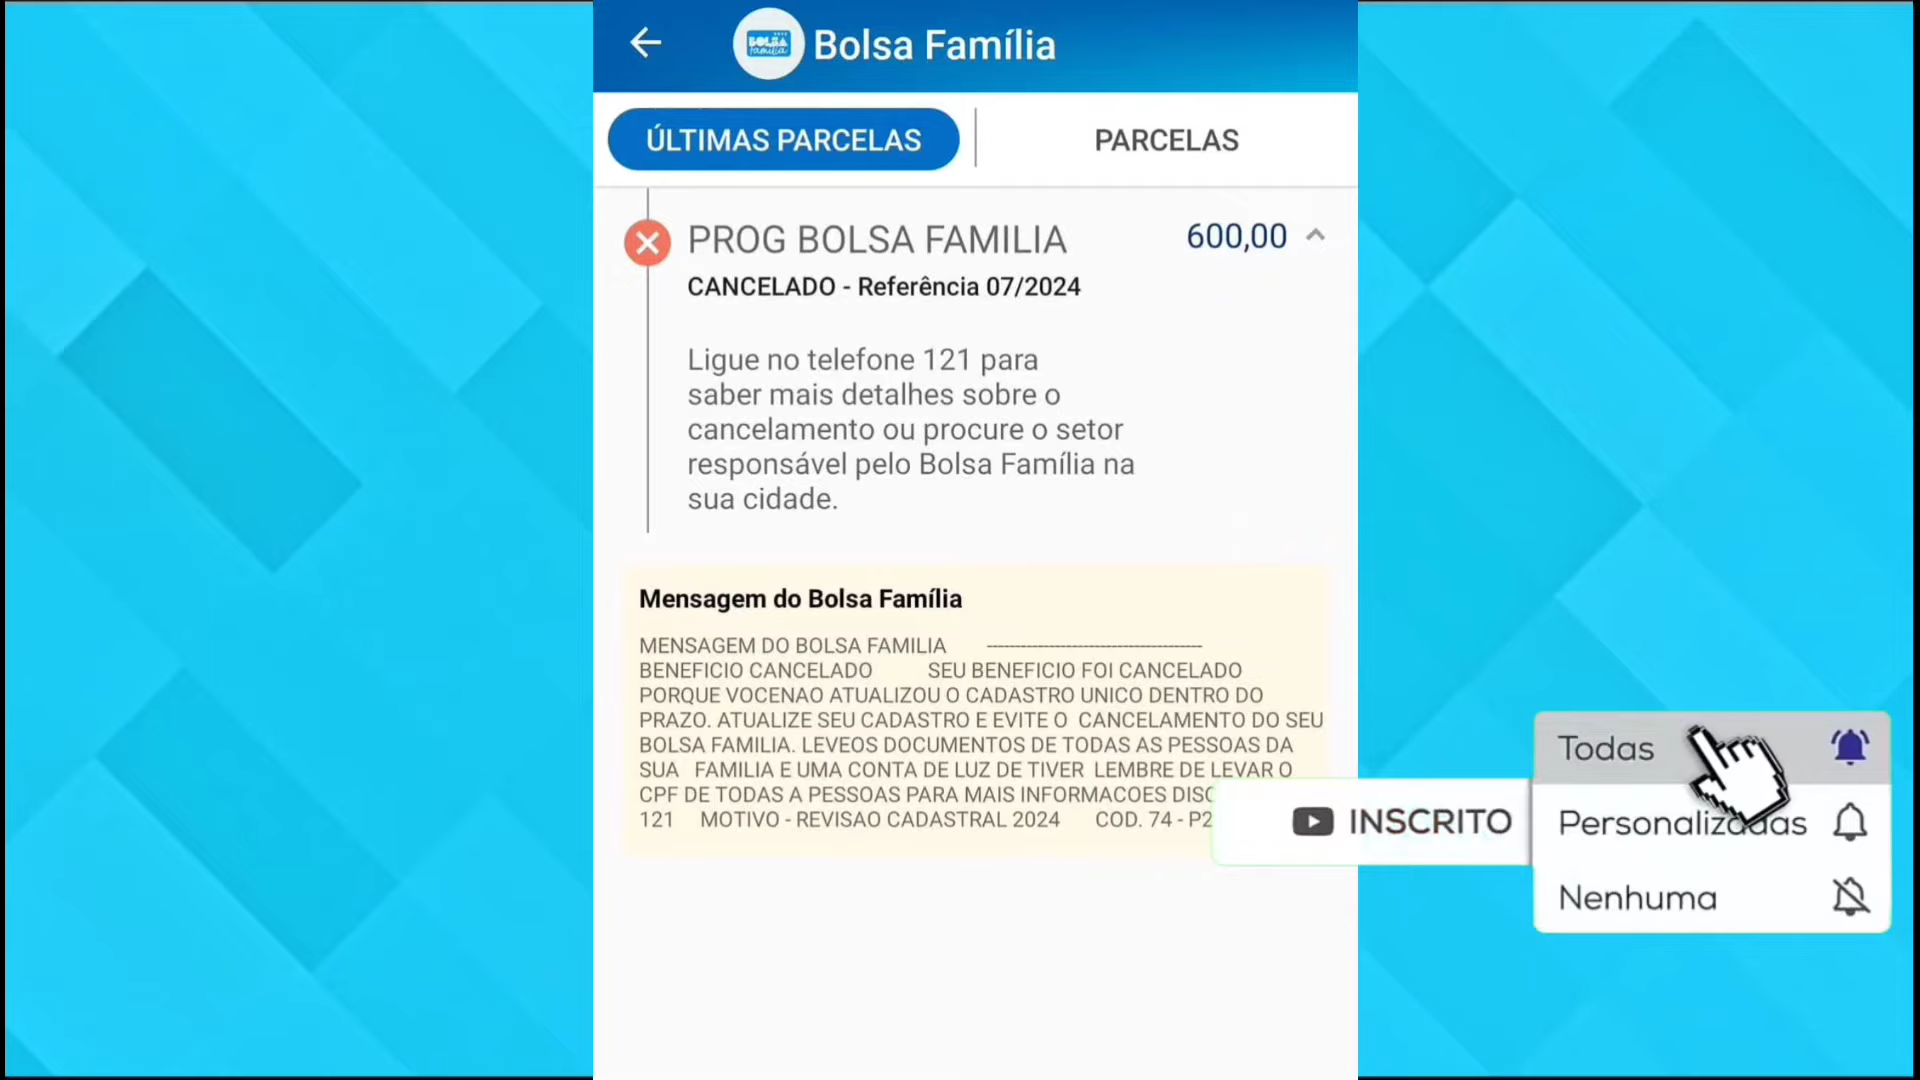 BOLSA
família
Bolsa Família
ÚLTIMAS PARCELAS
PARCELAS
PROG BOLSA FAMILIA
600,00
CANCELADO - Referência 07/2024
Ligue no telefone 121 para
saber mais detalhes sobre o
cancelamento ou procure o setor
responsável pelo Bolsa Família na
sua cidade.
Mensagem do Bolsa Família
MENSAGEM DO BOLSA FAMILIA ------------------------------------
BENEFICIO CANCELADO SEU BENEFICIO FOI CANCELADO
PORQUE VOCENAO ATUALIZOU O CADASTRO UNICO DENTRO DO
PRAZO. ATUALIZE SEU CADASTRO E EVITE O CANCELAMENTO DO SEU
BOLSA FAMILIA. LEVEOS DOCUMENTOS DE TODAS AS PESSOAS DA
SUA FAMILIA E UMA CONTA DE LUZ DE TIVER LEMBRE DE LEVAR O
CPF DE TODAS A PESSOAS PARA MAIS INFORMACOES
121 MOTIVO - REVISAO CADASTRAL 2024 COD. 74 - P2
INSCRITO
Todas
Personalizadas
Nenhuma